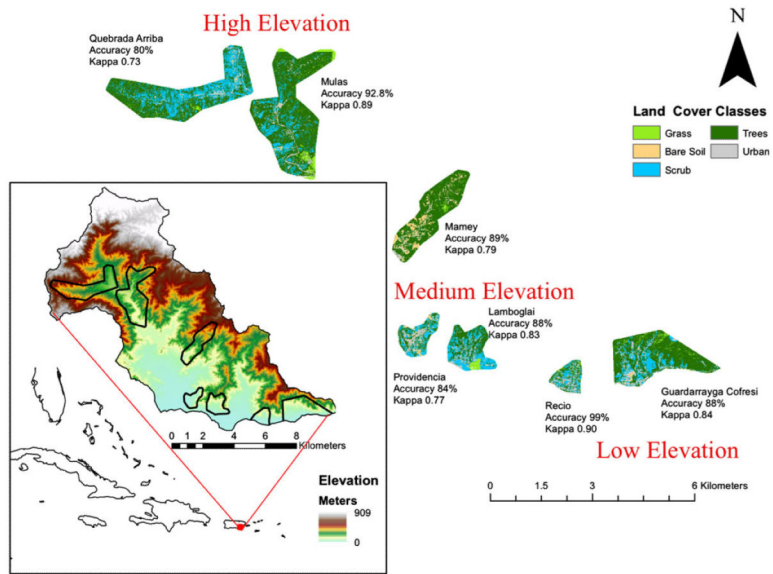 High Elevation
N
Quebrada Arriba
Accuracy 80%
Kappa 0.73
Mulas
Accuracy 92.8%
Kappa 0.89
Land Cover Classes
Grass
Trees
Bare Soil
Urban
Scrub
Mamey
Accuracy 89%
Kappa 0.79
Medium Elevation
Lamboglai
Accuracy 88%
Kappa 0.83
Providencia
Accuracy 84%
Kappa 0.77
Recio
Accuracy 99%
Kappa 0.90
Guardarrayga Cofresi
Accuracy 88%
Kappa 0.84
Low Elevation
0 1 2 4 6 8
Kilometers
Elevation
Meters
909
0
0 1.5 3 6 Kilometers